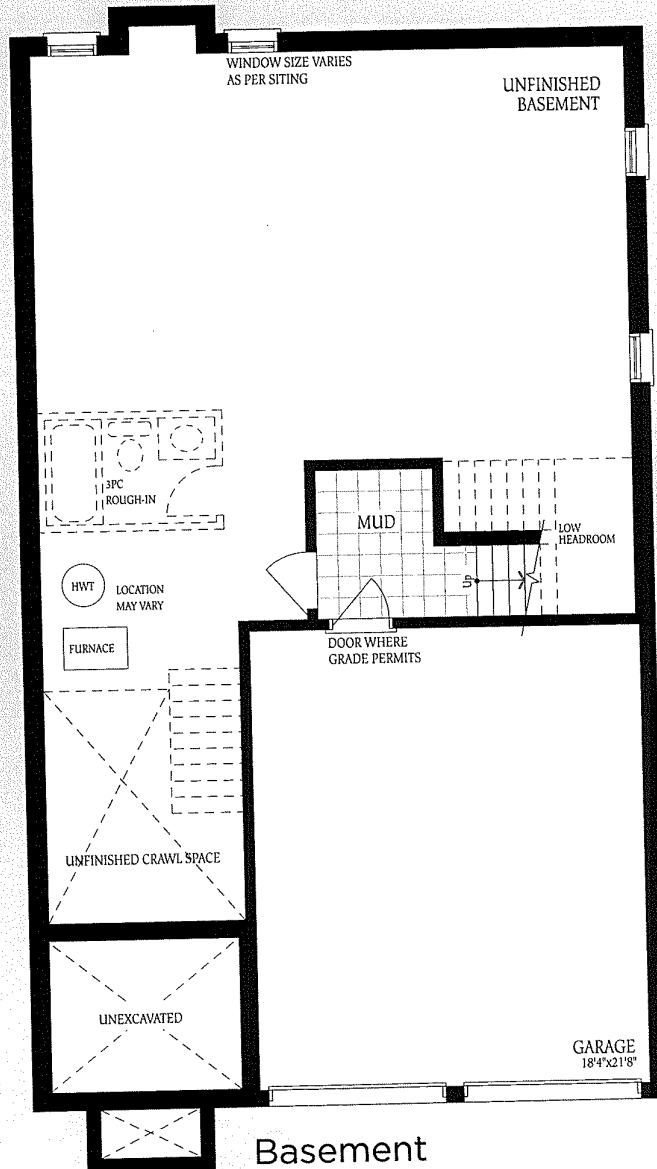 WINDOW SIZE VARIES
AS PER SITING
UNFINISHED
BASEMENT
3PC
ROUGH-IN
MUD
LOW
HEADROOM
Up
HWT
LOCATION
MAY VARY
FURNACE
DOOR WHERE
GRADE PERMITS
UNFINISHED CRAWL SPACE
UNEXCAVATED
GARAGE
18'4"x21'8"
Basement